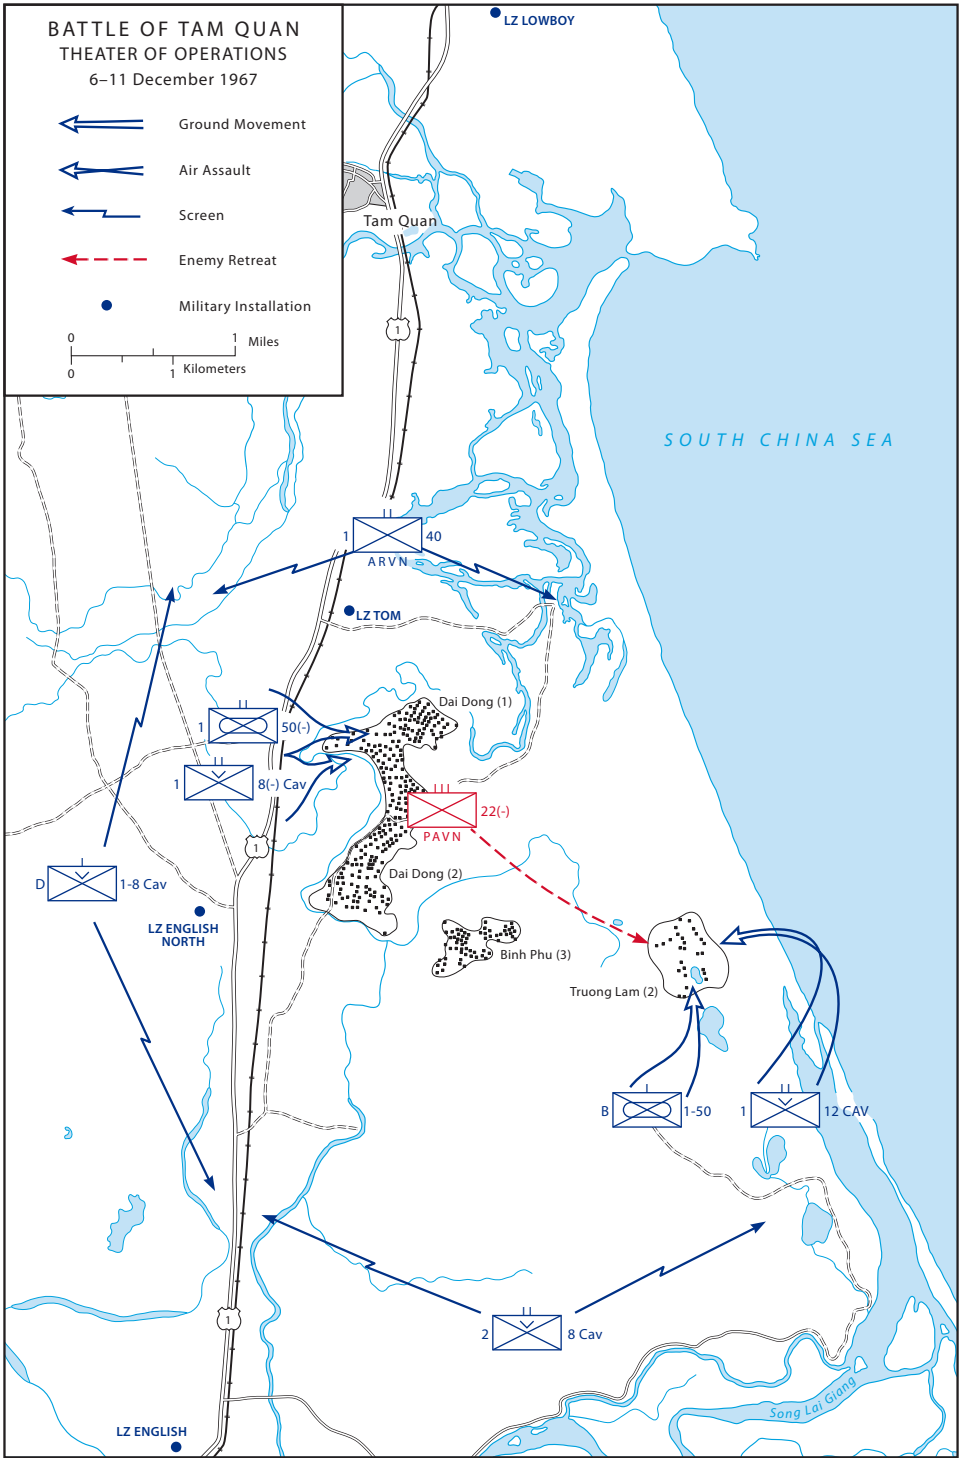 BATTLE OF TAM QUAN
THEATER OF OPERATIONS
6–11 December 1967
Ground Movement
Air Assault
Screen
Enemy Retreat
Military Installation
0 1 Miles
0 1 Kilometers
LZ LOWBOY
Tam Quan
1
SOUTH CHINA SEA
1 40
ARVN
LZ TOM
Dai Dong (1)
1 50(-)
1 8(-) Cav
22(-)
PAVN
1
Dai Dong (2)
D 1-8 Cav
LZ ENGLISH
NORTH
Binh Phu (3)
Truong Lam (2)
B 1-50
1 12 CAV
1
2 8 Cav
Song Lai Giang
LZ ENGLISH